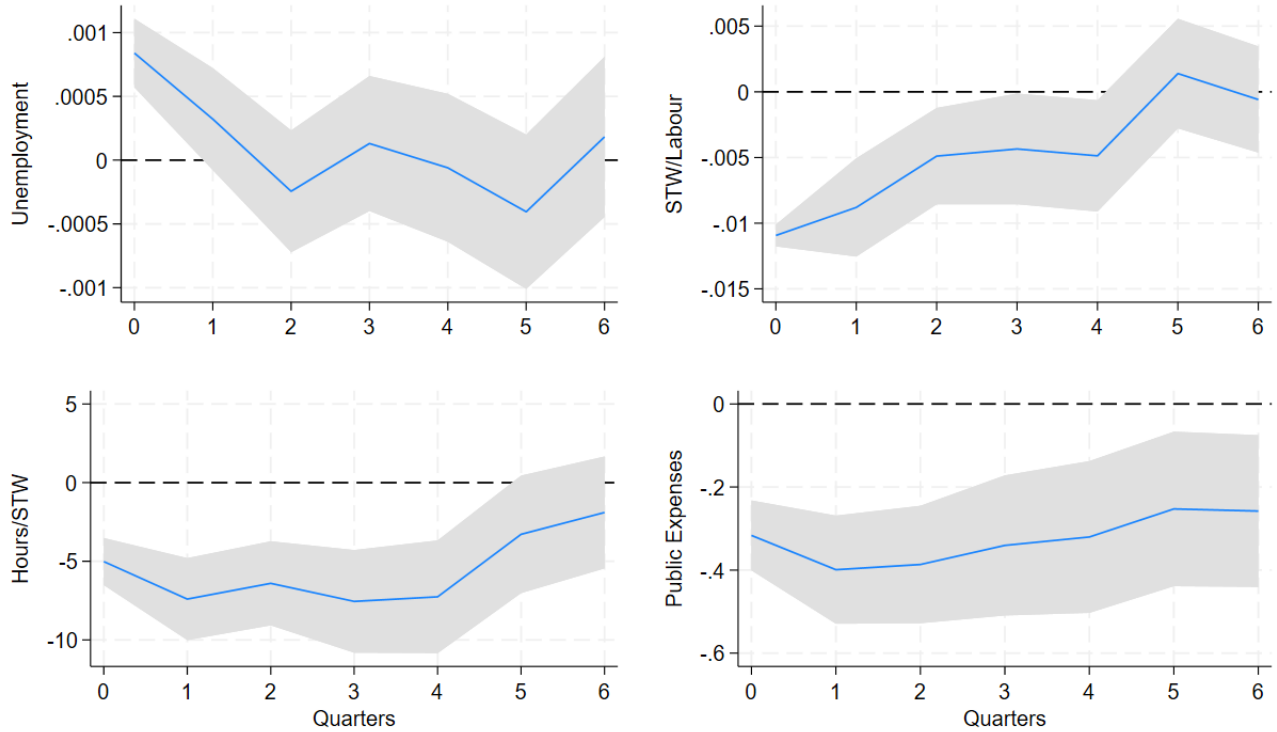 Unemployment
.001
.0005
0
-.0005
-.001
0 1 2 3 4 5 6
STW/Labour
.005
0
-.005
-.01
-.015
0 1 2 3 4 5 6
Hours/STW
5
0
-5
-10
0 1 2 3 4 5 6
Quarters
Public Expenses
0
-.2
-.4
-.6
0 1 2 3 4 5 6
Quarters